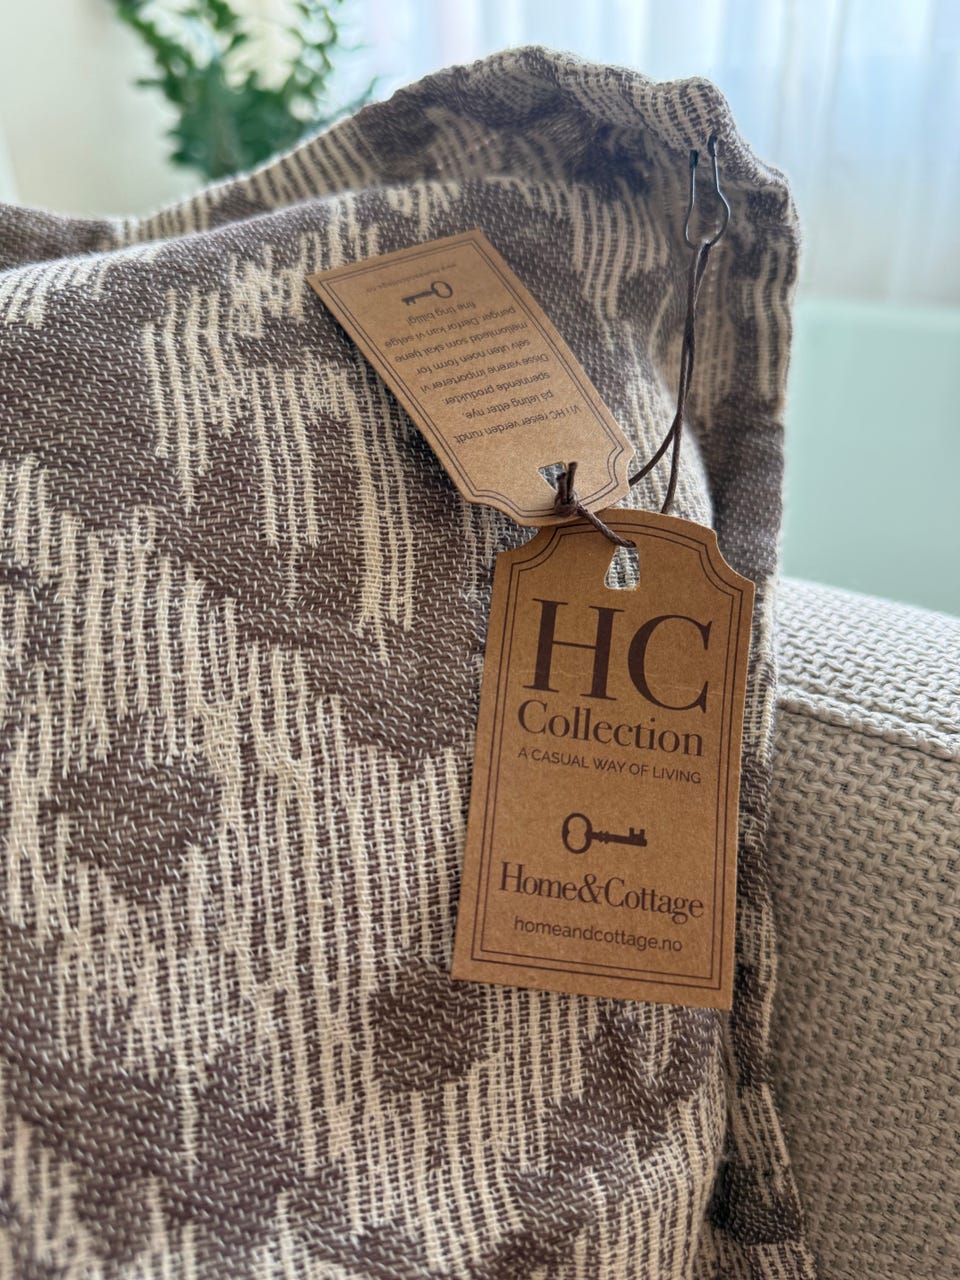 Vi i HC reiser verden rundt
på leting etter nye,
spennende produkter.
Disse varene importerer vi
selv uten noen form for
mellomledd som skal tjene
penger. Derfor kan vi selge
fine ting billig!
HC
Collection
A CASUAL WAY OF LIVING
Home&Cottage
homeandcottage.no